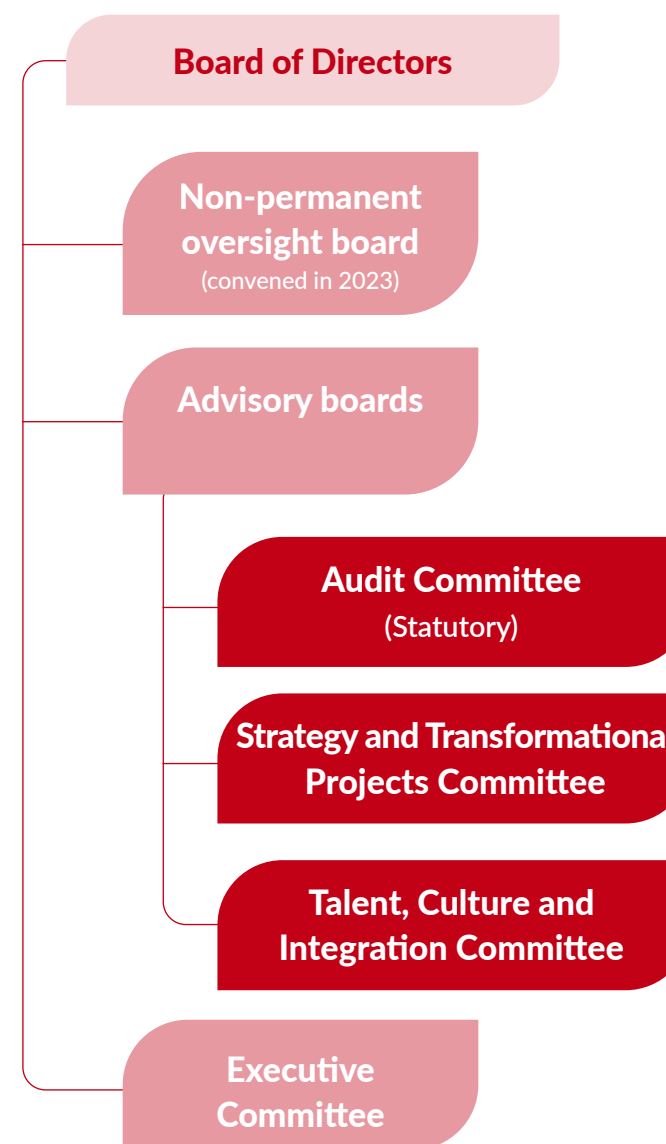 Board of Directors
Non-permanent
oversight board
(convened in 2023)
Advisory boards
Audit Committee
(Statutory)
Strategy and Transformationa
Projects Committee
Talent, Culture and
Integration Committee
Executive
Committee